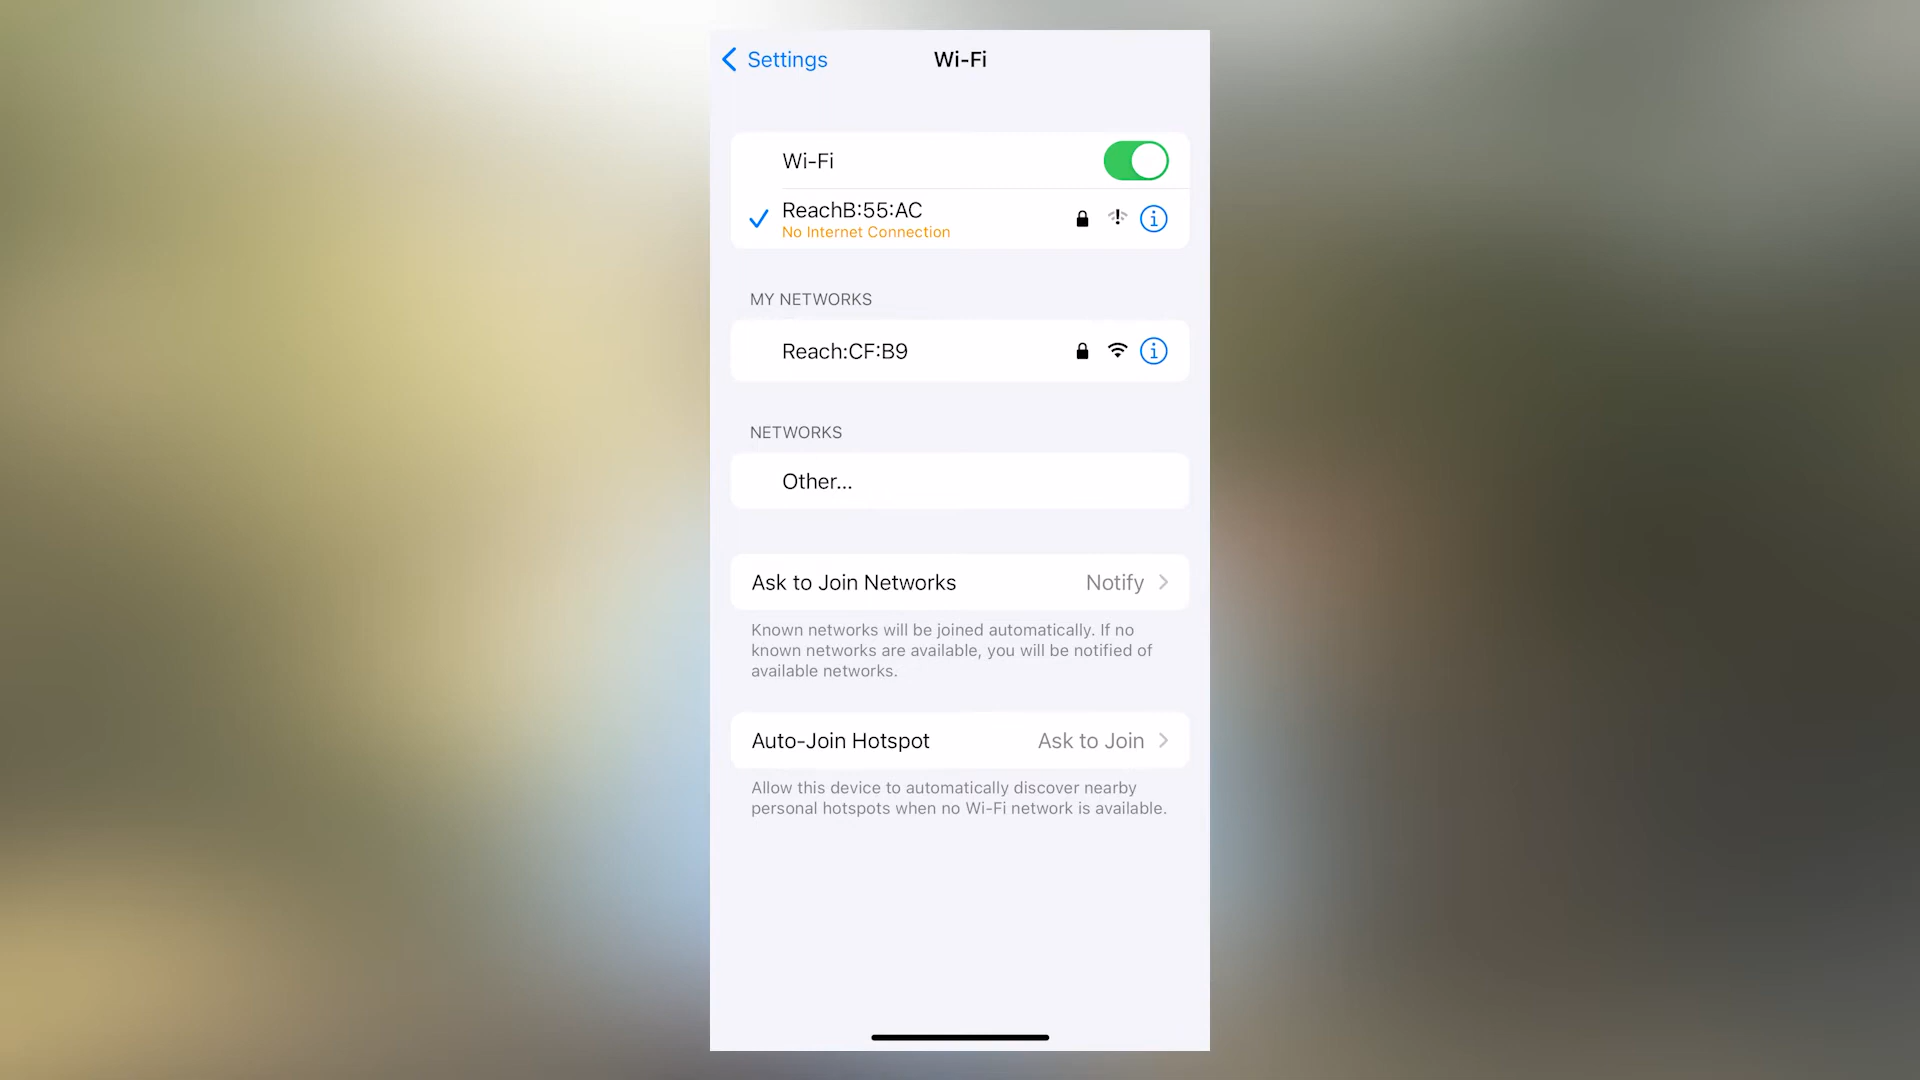 Settings
Wi-Fi
Wi-Fi
ReachB:55:AC
No Internet Connection
MY NETWORKS
Reach:CF:B9
NETWORKS
Other...
Ask to Join Networks Notify
Known networks will be joined automatically. If no
known networks are available, you will be notified of
available networks.
Auto-Join Hotspot Ask to Join
Allow this device to automatically discover nearby
personal hotspots when no Wi-Fi network is available.